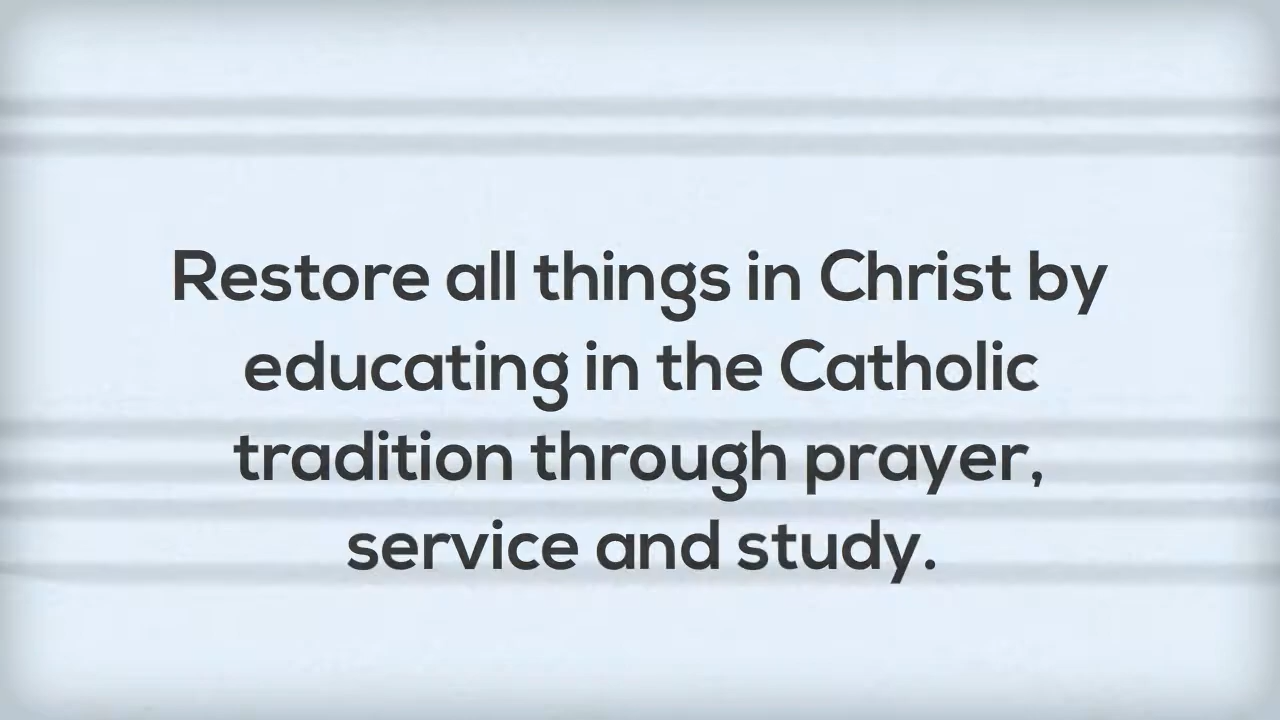 Restore all things in Christ by
educating in the Catholic
tradition through prayer,
service and study.